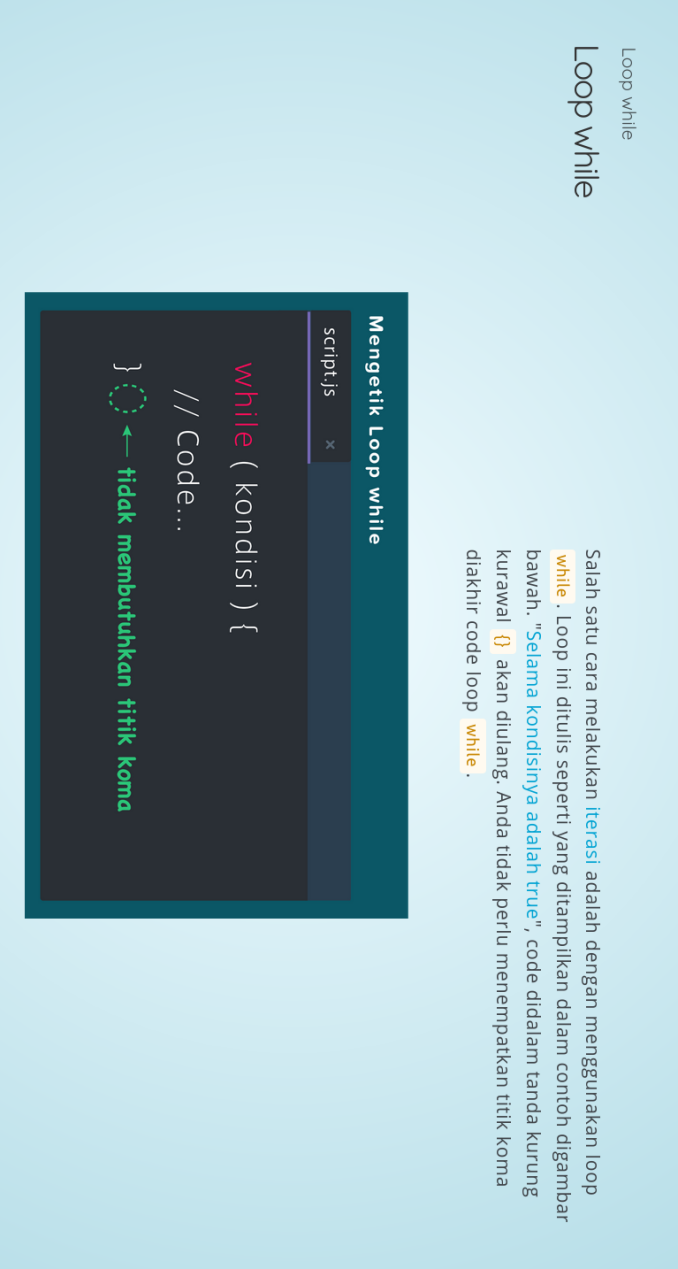 Loop while
Loop while
Salah satu cara melakukan iterasi adalah dengan menggunakan loop
while . Loop ini ditulis seperti yang ditampilkan dalam contoh digambar
bawah. "Selama kondisinya adalah true", code didalam tanda kurung
kurawal {} akan diulang. Anda tidak perlu menempatkan titik koma
diakhir code loop while .
Mengetik Loop while
script.js ×
while ( kondisi ) {
// Code...
} ← tidak membutuhkan titik koma